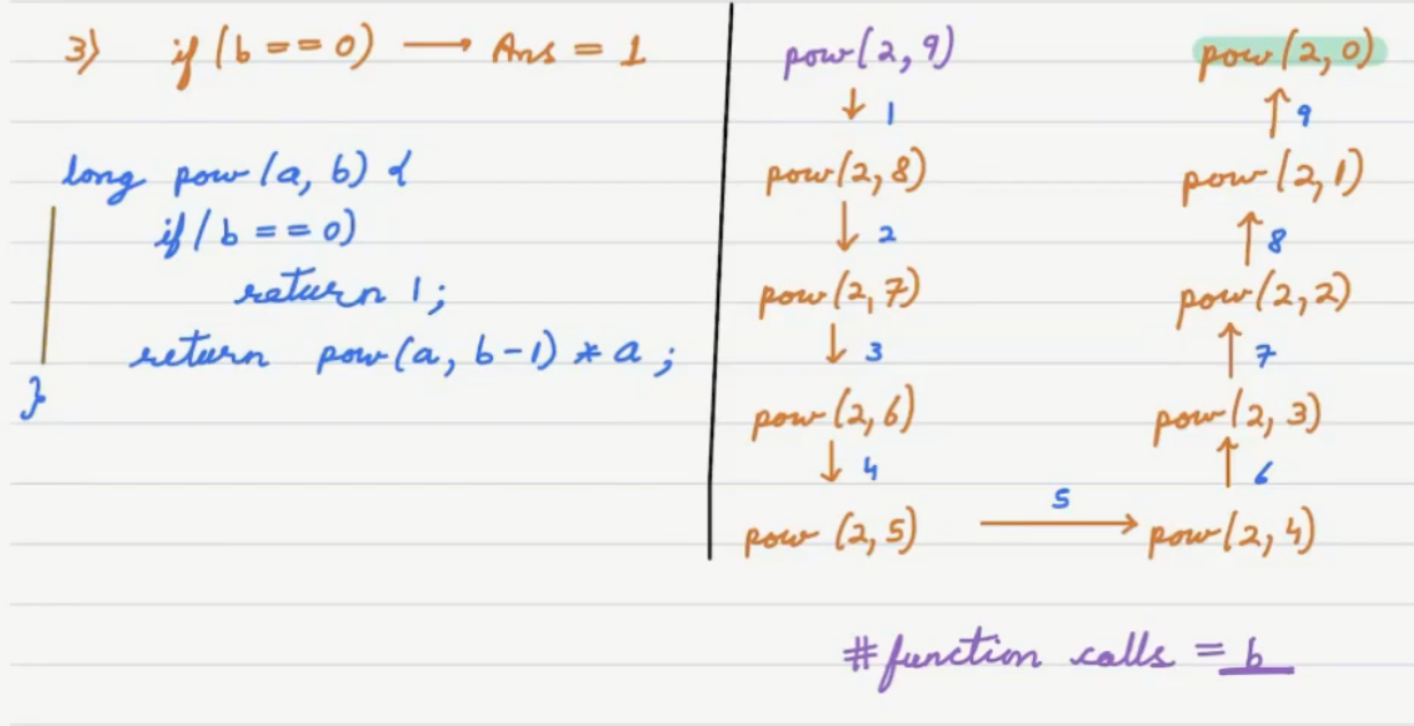 3) if (b == 0) → Ans = 1
long pow (a, b) {
if (b == 0)
return 1;
return pow(a, b-1) * a ;
}
pow(2, 9)
↓ 1
pow(2, 8)
↓ 2
pow(2, 7)
↓ 3
pow(2, 6)
↓ 4
pow (2, 5)
5 →
pow(2, 4)
↑ 6
pow(2, 3)
↑ 7
pow(2, 2)
↑ 8
pow (2, 1)
↑ 9
pow(2, 0)
#function calls = b